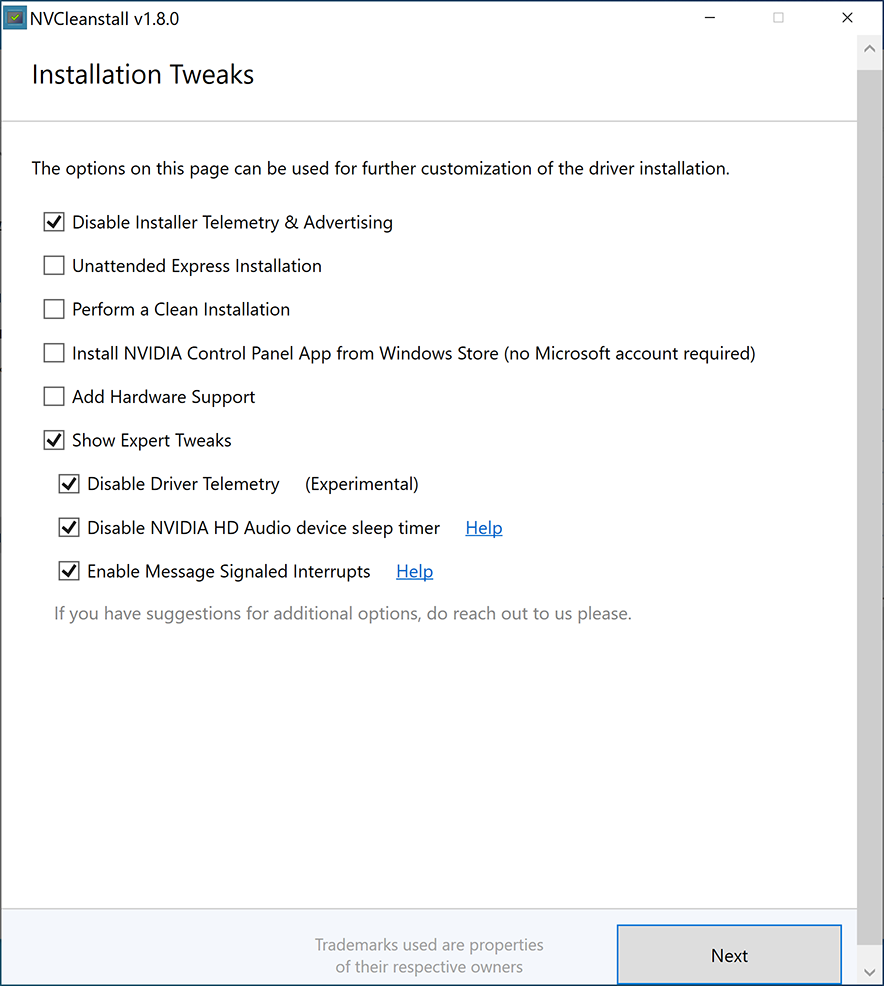 NVCleanstall v1.8.0
Installation Tweaks
The options on this page can be used for further customization of the driver installation.
Disable Installer Telemetry & Advertising
Unattended Express Installation
Perform a Clean Installation
Install NVIDIA Control Panel App from Windows Store (no Microsoft account required)
Add Hardware Support
Show Expert Tweaks
Disable Driver Telemetry (Experimental)
Disable NVIDIA HD Audio device sleep timer Help
Enable Message Signaled Interrupts Help
If you have suggestions for additional options, do reach out to us please.
Trademarks used are properties
of their respective owners
Next